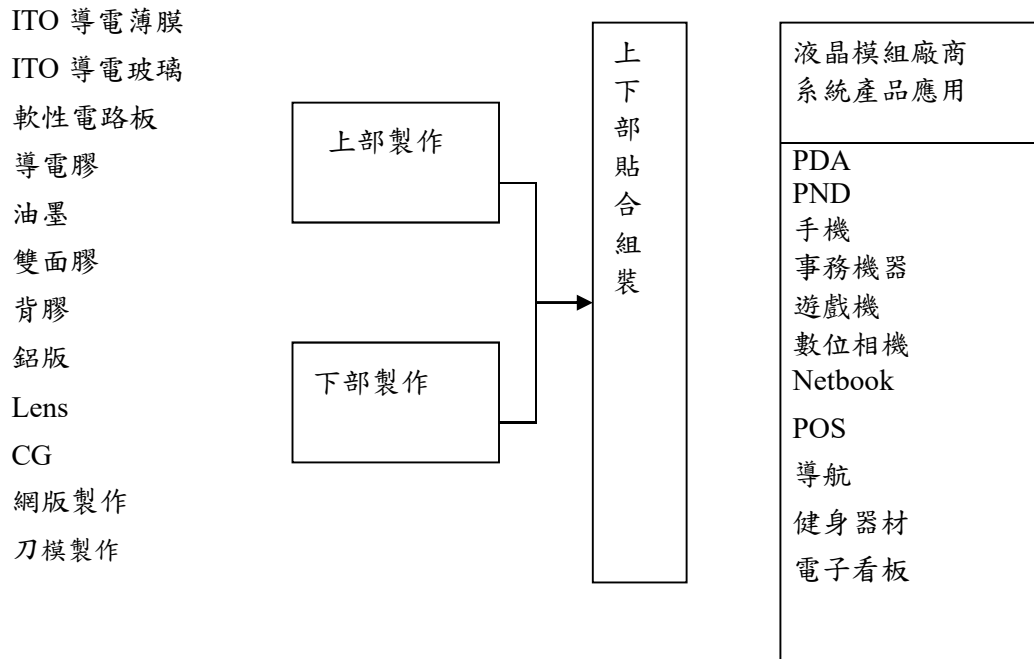 ITO 導電薄膜
ITO 導電玻璃
軟性電路板
導電膠
油墨
雙面膠
背膠
鋁版
Lens
CG
網版製作
刀模製作
上部製作
下部製作
上下部貼合組裝
液晶模組廠商
系統產品應用
PDA
PND
手機
事務機器
遊戲機
數位相機
Netbook
POS
導航
健身器材
電子看板